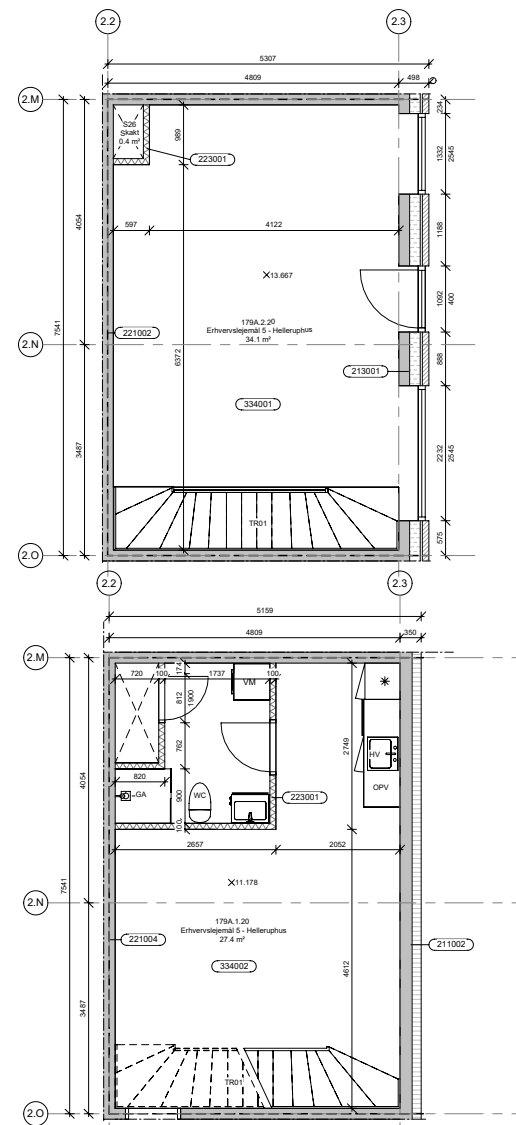 2.2
2.3
5307
4809
498
2.M
S26
Skakt
0.4 m²
989
234
1332
2545
223001
4054
597
4122
1188
13.667
7541
1092
400
179A.2.20
Erhvervslejemål 5 - Helleruphus
34.1 m²
221002
2.N
6372
213001
888
334001
3487
2232
2545
TR01
575
2.O
2.2
2.3
5159
4809
350
2.M
720
100
174
1737
100
VM
812
1900
762
2749
HV
OPV
4054
820
GA
900
WC
223001
100
2657
2052
11.178
7541
2.N
179A.1.20
Erhvervslejemål 5 - Helleruphus
27.4 m²
221004
211002
334002
4612
3487
TR01
2.O